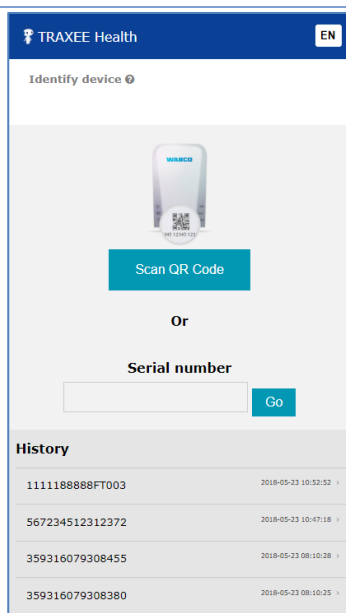 TRAXEE Health
EN
Identify device
WABCO
Scan QR Code
Or
Serial number
Go
History
1111188888FT003 2018-05-23 10:52:52
567234512312372 2018-05-23 10:47:18
359316079308455 2018-05-23 08:10:28
359316079308380 2018-05-23 08:10:25